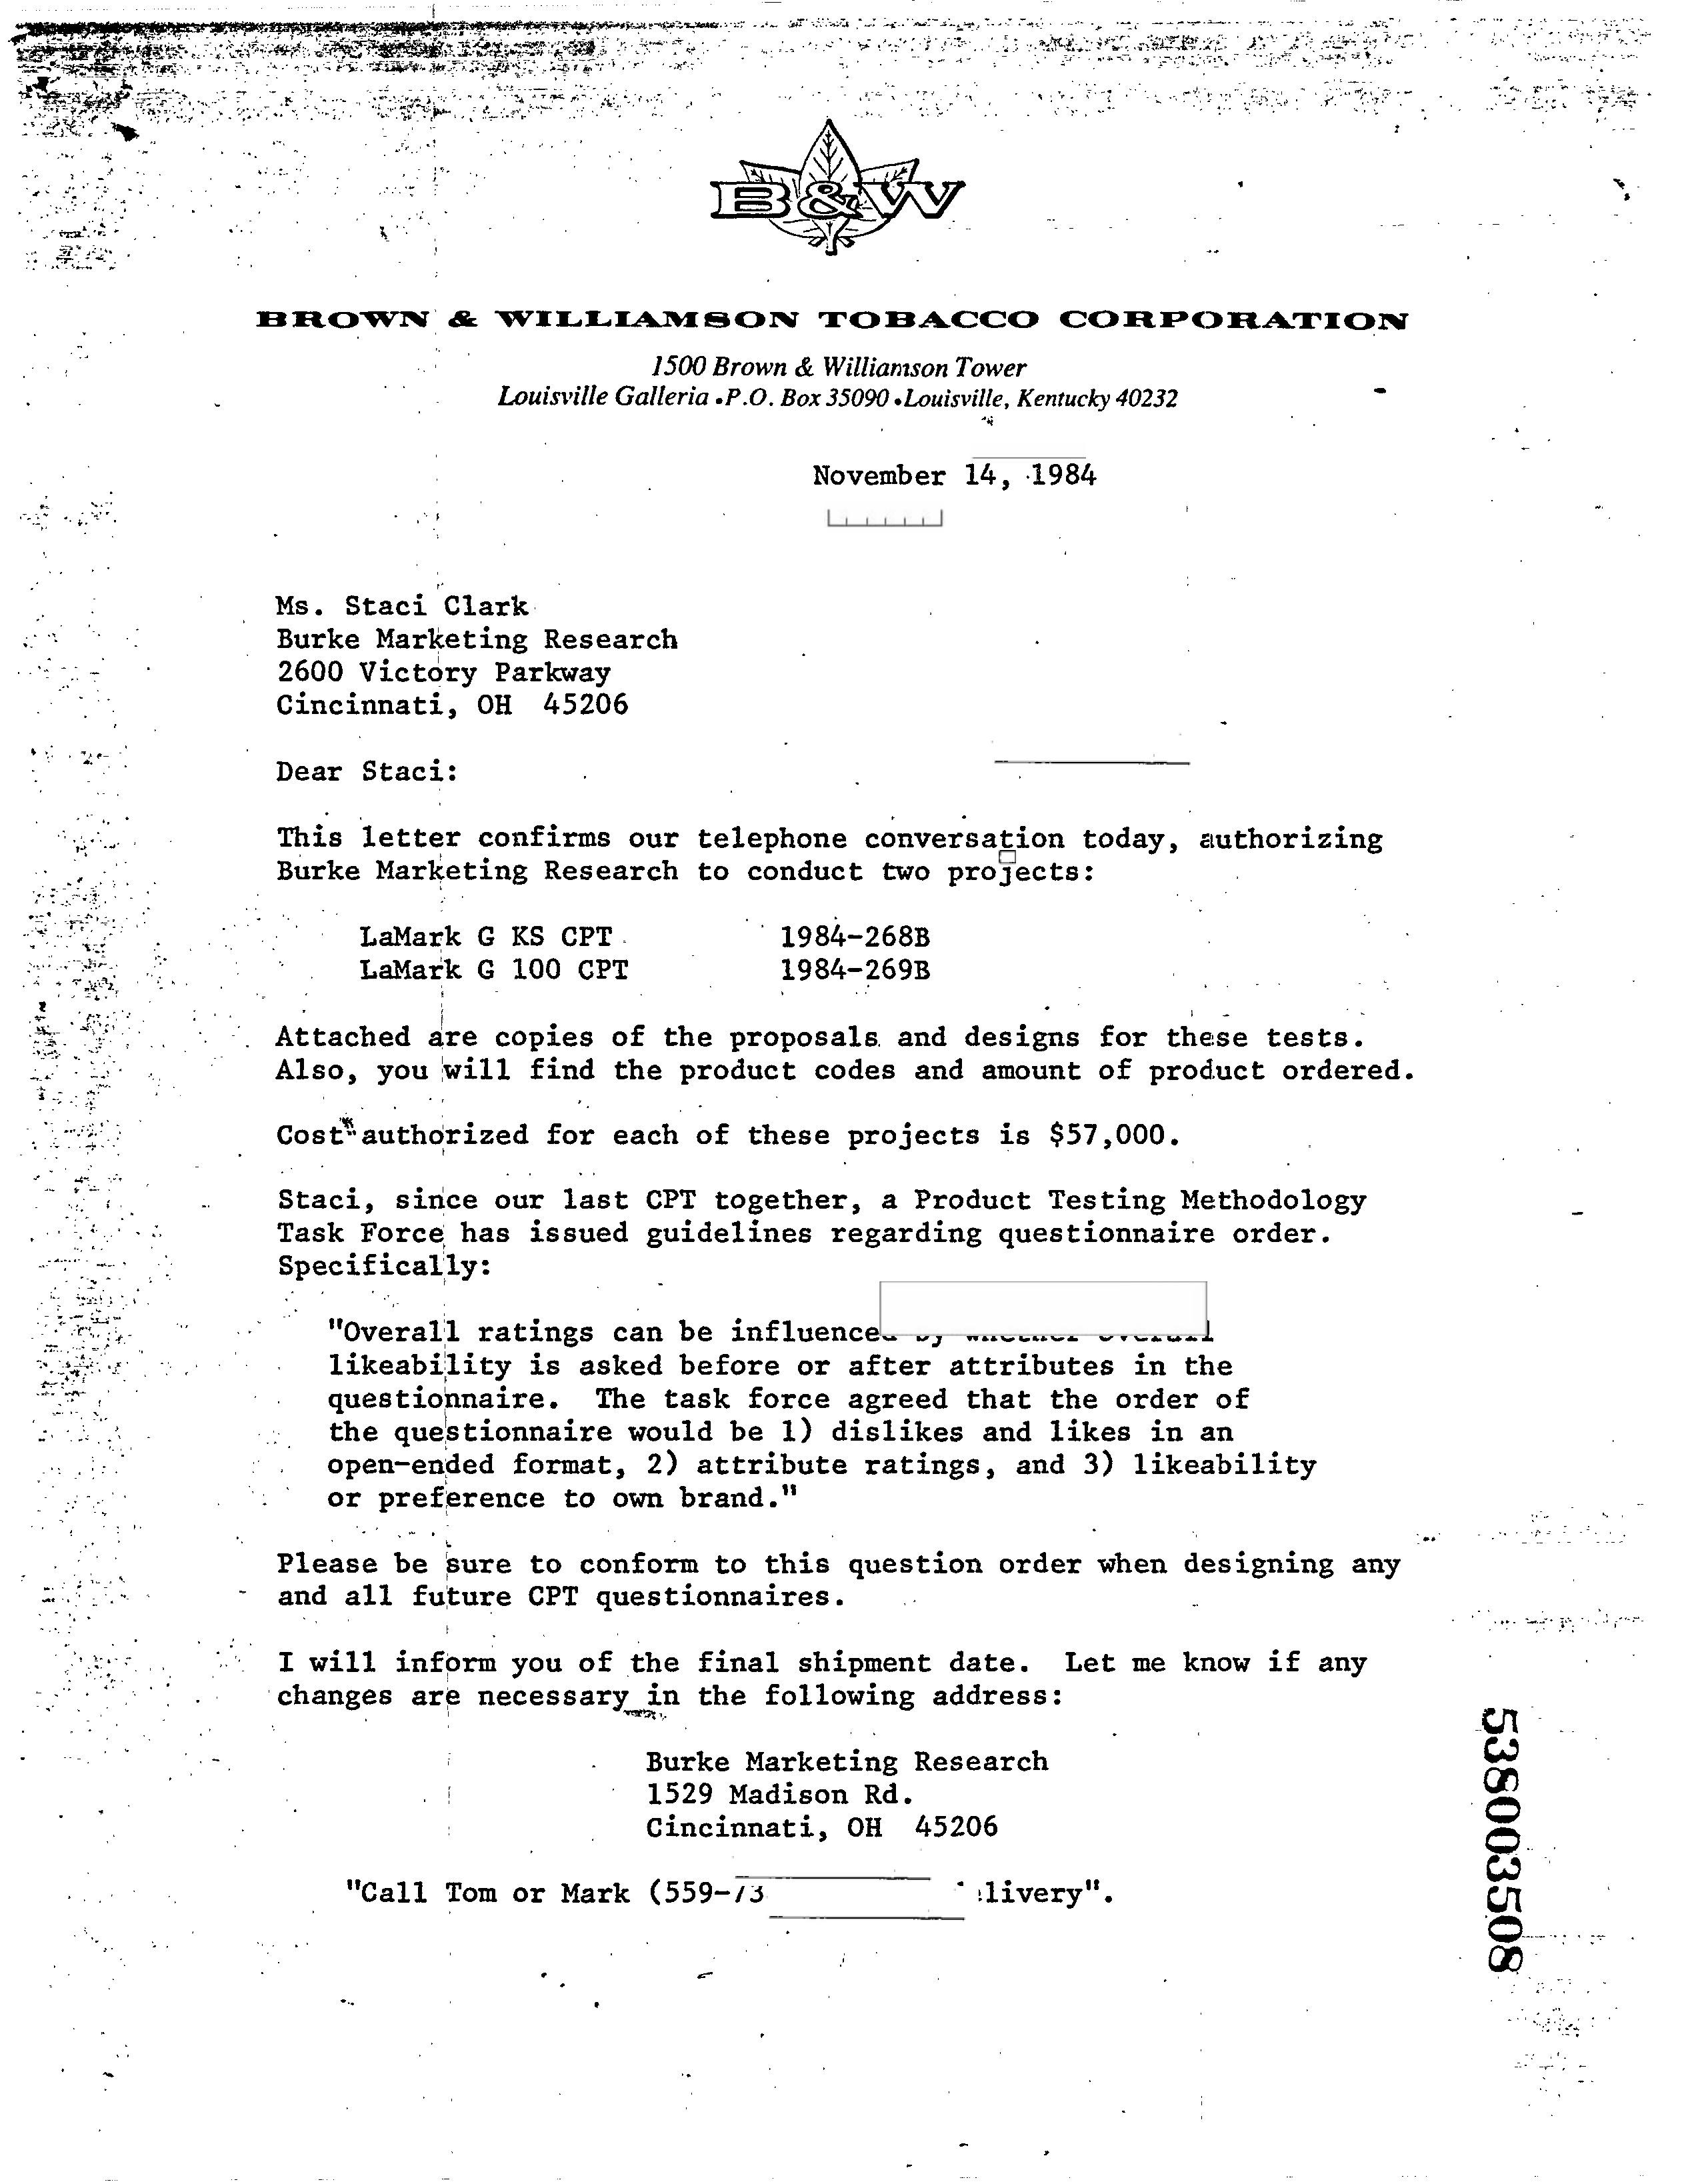 B&W
BROWN & WILLIAMSON TOBACCO CORPORATION
1500 Brown & Williamson Tower
Louisville Galleria •P.O. Box 35090 •Louisville, Kentucky 40232
November 14, 1984
Ms. Staci Clark
Burke Marketing Research
2600 Victory Parkway
Cincinnati, OH 45206
Dear Staci:
This letter confirms our telephone conversation today, authorizing
Burke Marketing Research to conduct two projects:
LaMark G KS CPT 1984-268B
LaMark G 100 CPT 1984-269B
Attached are copies of the proposals and designs for these tests.
Also, you will find the product codes and amount of product ordered.
Cost authorized for each of these projects is $57,000.
Staci, since our last CPT together, a Product Testing Methodology
Task Force has issued guidelines regarding questionnaire order.
Specifically:
"Overall ratings can be
likeability is asked before or after attributes in the
questionnaire. The task force agreed that the order of
the questionnaire would be 1) dislikes and likes in an
open-ended format, 2) attribute ratings, and 3) likeability
or preference to own brand."
Please be sure to conform to this question order when designing any
and all future CPT questionnaires.
I will inform you of the final shipment date. Let me know if any
changes are necessary in the following address:
Burke Marketing Research
1529 Madison Rd.
Cincinnati, OH 45206
"Call Tom or Mark
538003508